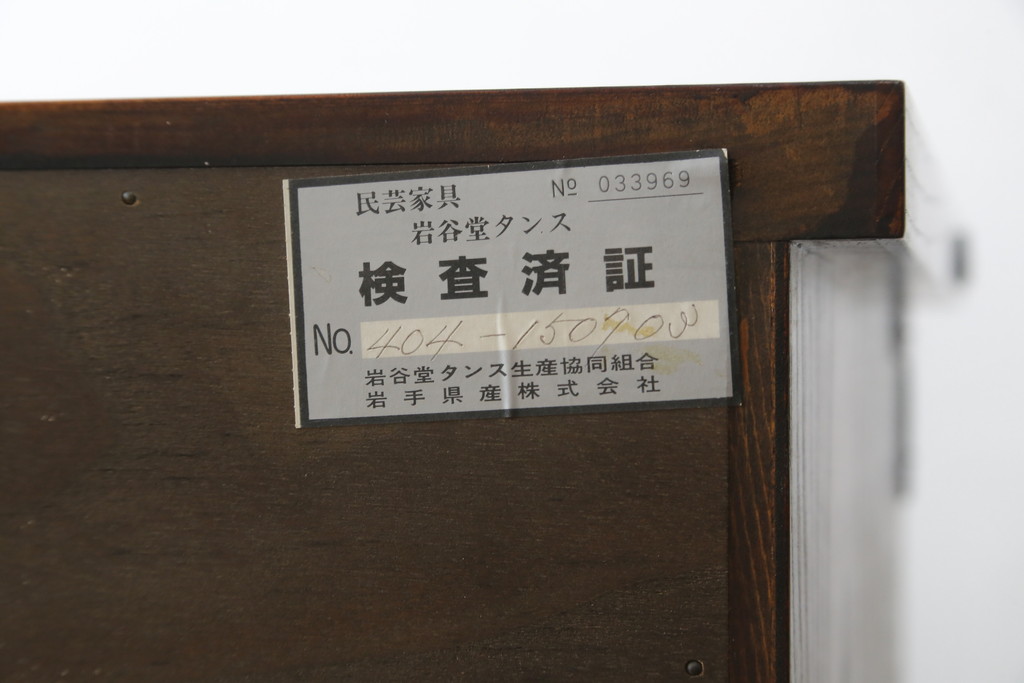 民芸家具 № 033969
岩谷堂タンス
検査済証
No. 404-150908
岩谷堂タンス生産協同組合
岩手県産株式会社